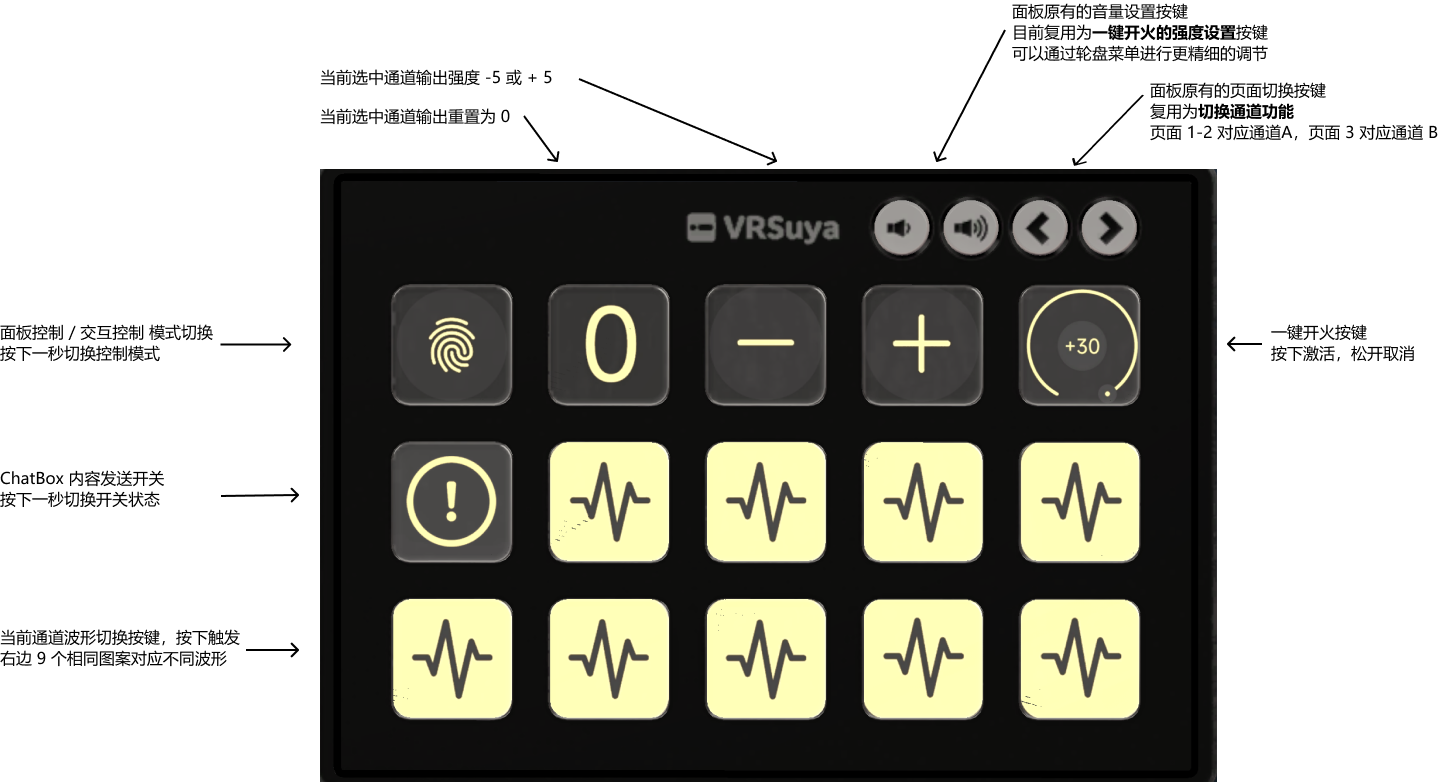 面板原有的音量设置按键
目前复用为一键开火的强度设置按键
可以通过轮盘菜单进行更精细的调节
当前选中通道输出强度 -5 或 + 5
当前选中通道输出重置为 0
面板原有的页面切换按键
复用为切换通道功能
页面 1-2 对应通道A，页面 3 对应通道 B
VRSuya
面板控制 / 交互控制 模式切换
按下一秒切换控制模式
0
+30
一键开火按键
按下激活，松开取消
ChatBox 内容发送开关
按下一秒切换开关状态
当前通道波形切换按键，按下触发
右边 9 个相同图案对应不同波形